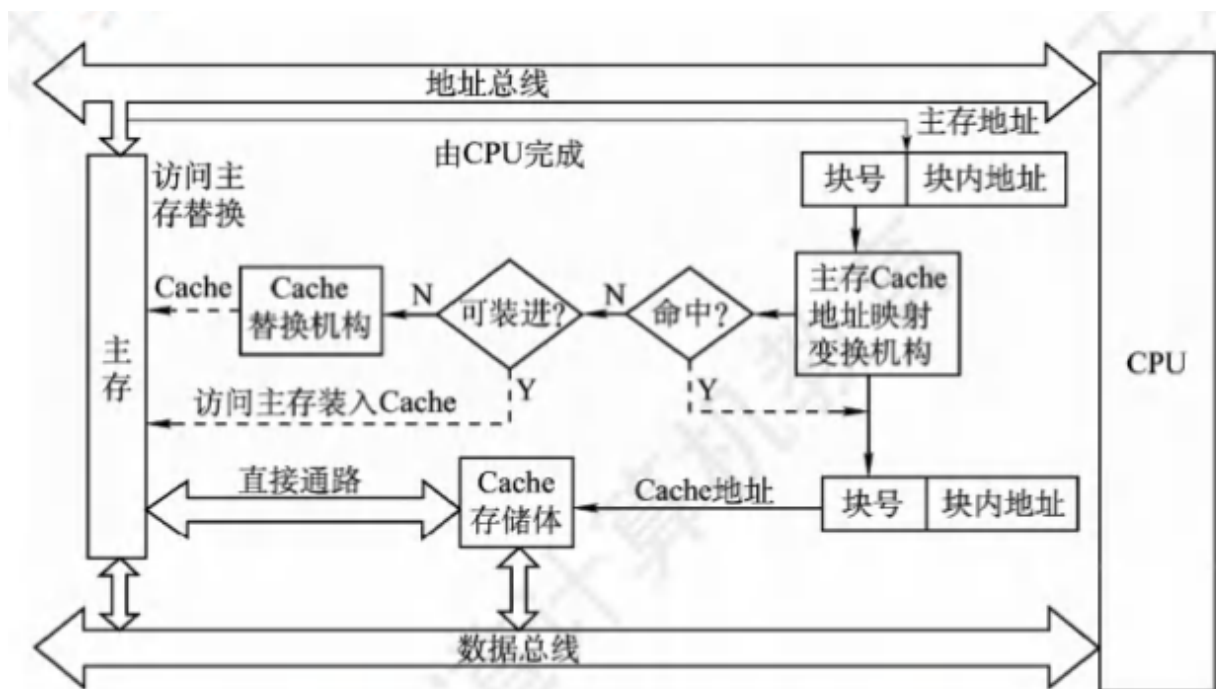 地址总线
主存地址
由CPU完成
块号
块内地址
访问主
存替换
Cache
Cache
替换机构
N
可装进?
N
命中?
主存Cache
地址映射
变换机构
主存
CPU
Y
Y
访问主存装入Cache
直接通路
Cache
存储体
Cache地址
块号
块内地址
数据总线